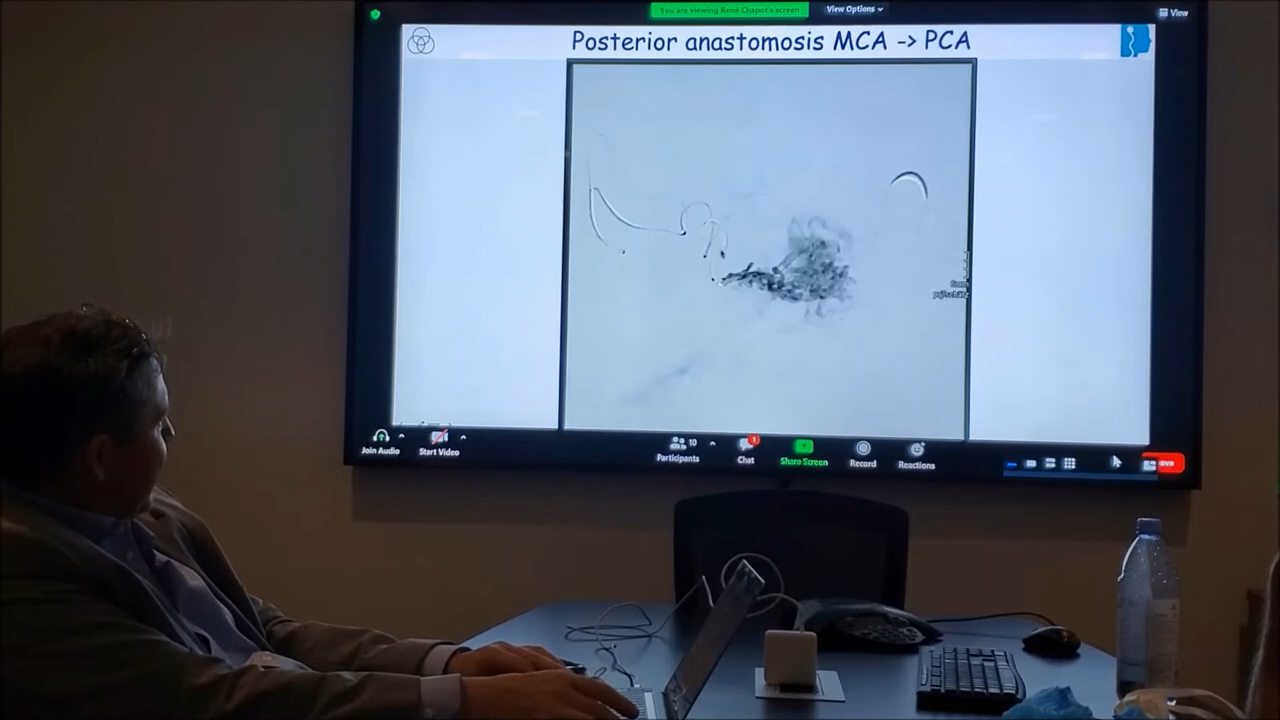 You are viewing René Chapot's screen
View Options
View
Posterior anastomosis MCA -> PCA
Join Audio
Start Video
10
Participants
1
Chat
Share Screen
Record
Reactions